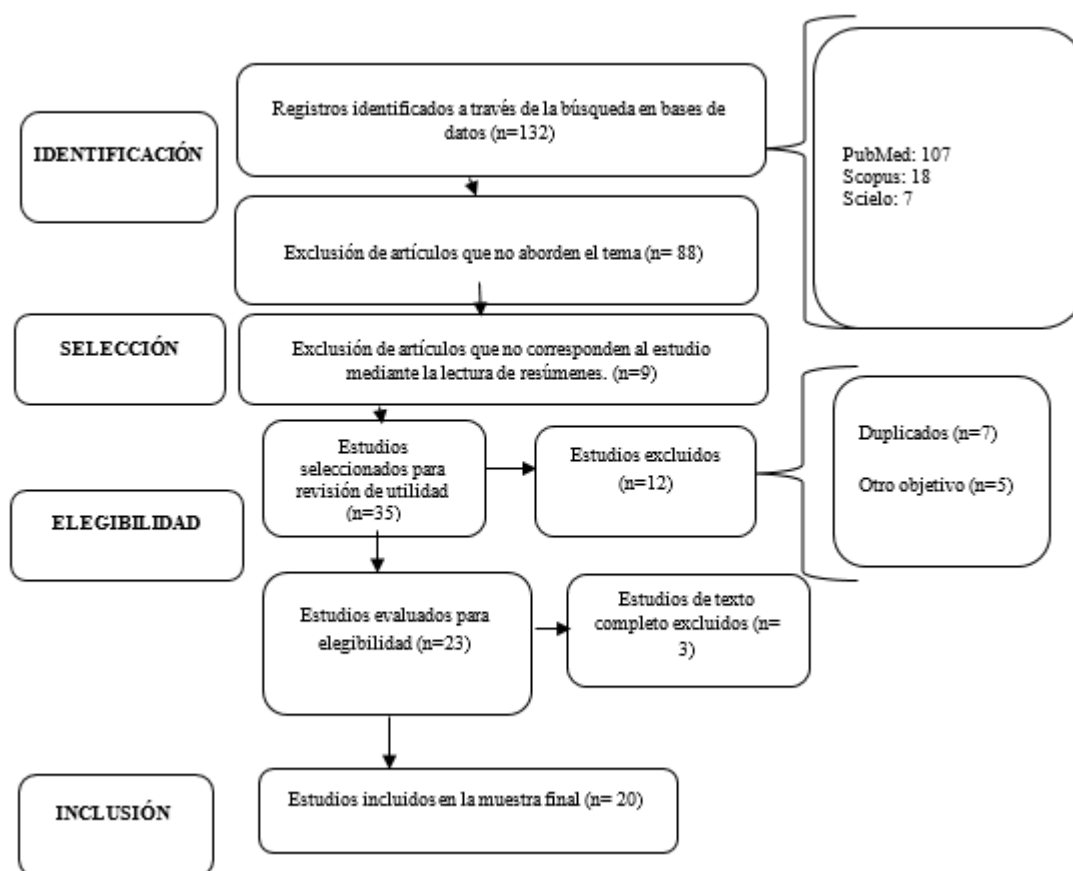 Registros identificados a través de la búsqueda en bases de
datos (n=132)
IDENTIFICACIÓN
PubMed: 107
Scopus: 18
Scielo: 7
Exclusión de artículos que no aborden el tema (n= 88)
SELECCIÓN
Exclusión de artículos que no corresponden al estudio
mediante la lectura de resúmenes. (n=9)
Estudios
seleccionados para
revisión de utilidad
(n=35)
Estudios excluidos
(n=12)
Duplicados (n=7)
Otro objetivo (n=5)
ELEGIBILIDAD
Estudios evaluados para
elegibilidad (n=23)
Estudios de texto
completo excluidos (n=
3)
INCLUSIÓN
Estudios incluidos en la muestra final (n= 20)